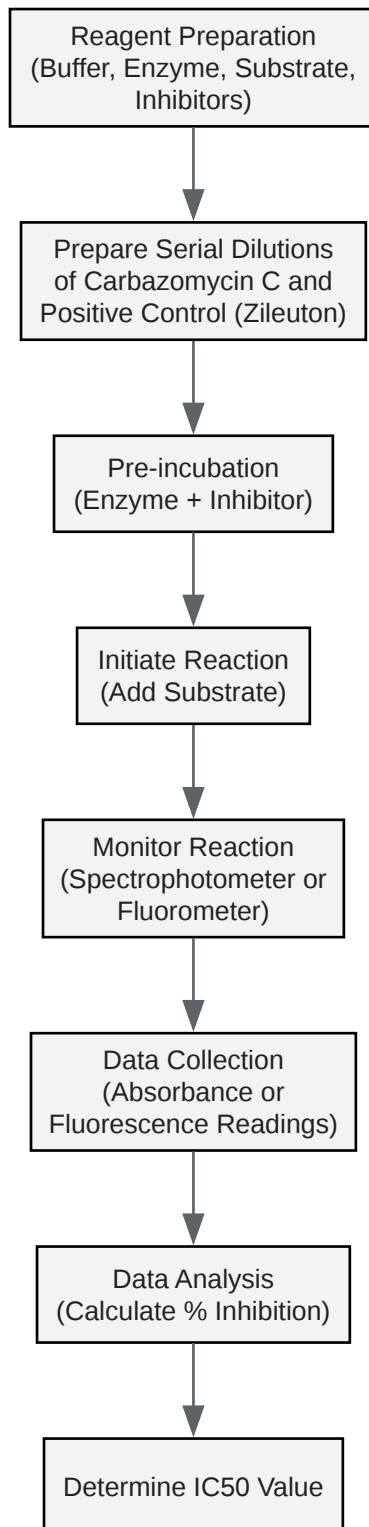 Reagent Preparation
(Buffer, Enzyme, Substrate,
Inhibitors)
Prepare Serial Dilutions
of Carbazomycin C and
Positive Control (Zileuton)
Pre-incubation
(Enzyme + Inhibitor)
Initiate Reaction
(Add Substrate)
Monitor Reaction
(Spectrophotometer or
Fluorometer)
Data Collection
(Absorbance or
Fluorescence Readings)
Data Analysis
(Calculate % Inhibition)
Determine IC50 Value